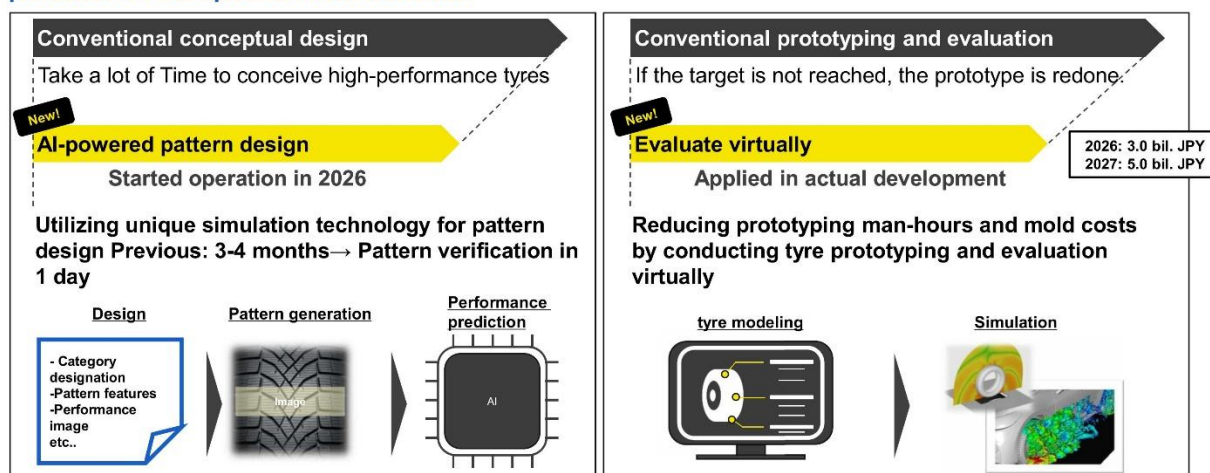 Conventional conceptual design
Take a lot of Time to conceive high-performance tyres
New!
AI-powered pattern design
Started operation in 2026
Utilizing unique simulation technology for pattern
design Previous: 3-4 months→ Pattern verification in
1 day
Design
Pattern generation
Performance
prediction
- Category
designation
-Pattern features
-Performance
image
etc..
Image
AI
Conventional prototyping and evaluation
If the target is not reached, the prototype is redone.
New!
Evaluate virtually
2026: 3.0 bil. JPY
2027: 5.0 bil. JPY
Applied in actual development
Reducing prototyping man-hours and mold costs
by conducting tyre prototyping and evaluation
virtually
tyre modeling
Simulation